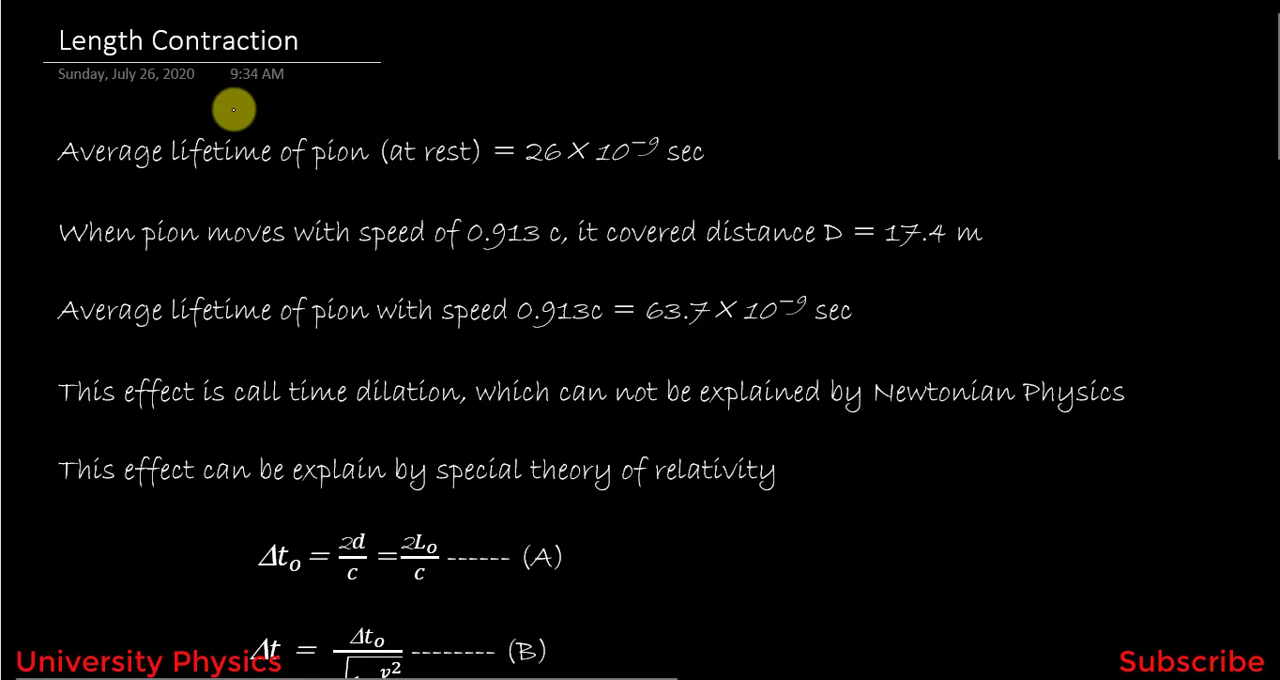 Length Contraction
Sunday, July 26, 2020 9:34 AM
Average lifetime of pion (at rest) = 26 × 10⁻⁹ sec
When pion moves with speed of 0.913 c, it covered distance D = 17.4 m
Average lifetime of pion with speed 0.913c = 63.7 × 10⁻⁹ sec
This effect is call time dilation, which can not be explained by Newtonian Physics
This effect can be explain by special theory of relativity
Δt₀ = 2d/c = 2L₀/c ------ (A)
Δt = Δt₀/√ v² -------- (B)
University Physics
Subscribe